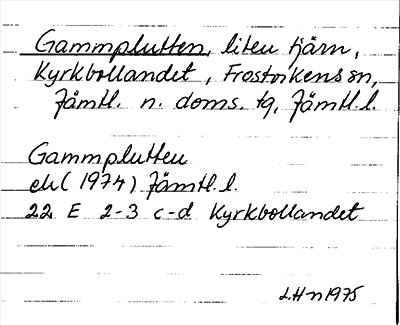 Gammplutten, liten tjärn,
Kyrkbollandet, Frostvikens sn,
Jämtl. n. doms. tg, Jämtl. l.
Gammplutten
ek (1974) Jämtl. l.
22 E 2-3 c-d Kyrkbollandet
L.H-n 1975